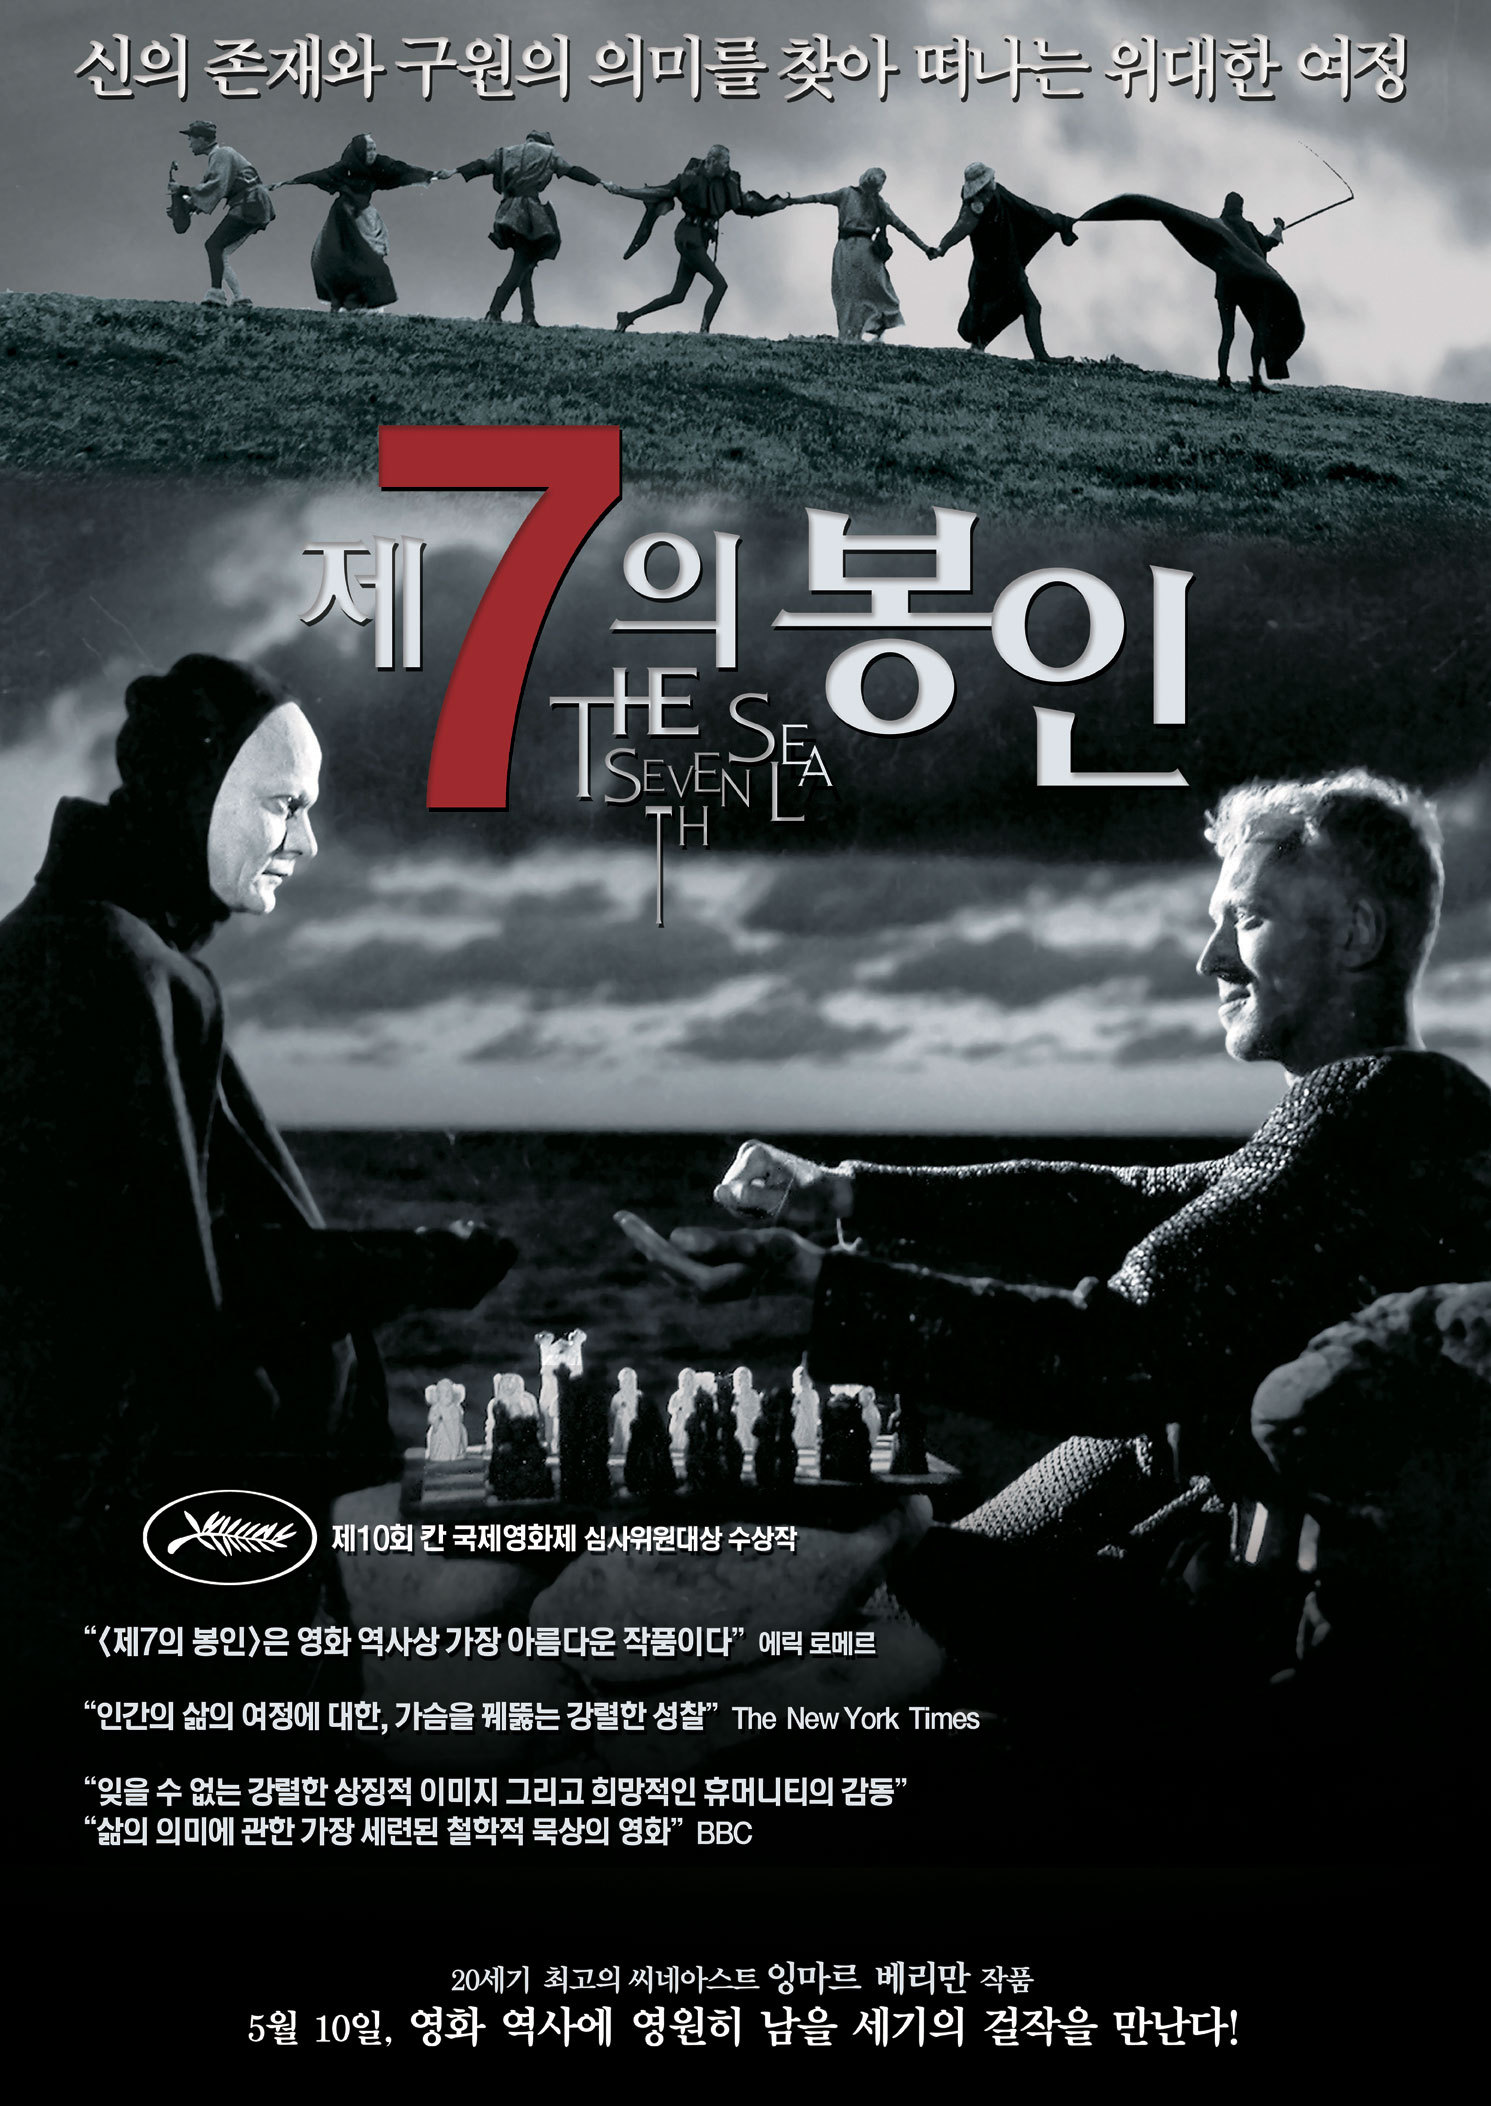 신의 존재와 구원의 의미를 찾아 떠나는 위대한 여정
제7의 봉인
THE SEVENTH SEAL
제10회 칸 국제영화제 심사위원대상 수상작
“<제7의 봉인>은 영화 역사상 가장 아름다운 작품이다” 에릭 로메르
“인간의 삶의 여정에 대한, 가슴을 꿰뚫는 강렬한 성찰” The New York Times
“잊을 수 없는 강렬한 상징적 이미지 그리고 희망적인 휴머니티의 감동”
“삶의 의미에 관한 가장 세련된 철학적 묵상의 영화” BBC
20세기 최고의 씨네아스트 잉마르 베리만 작품
5월 10일, 영화 역사에 영원히 남을 세기의 걸작을 만난다!